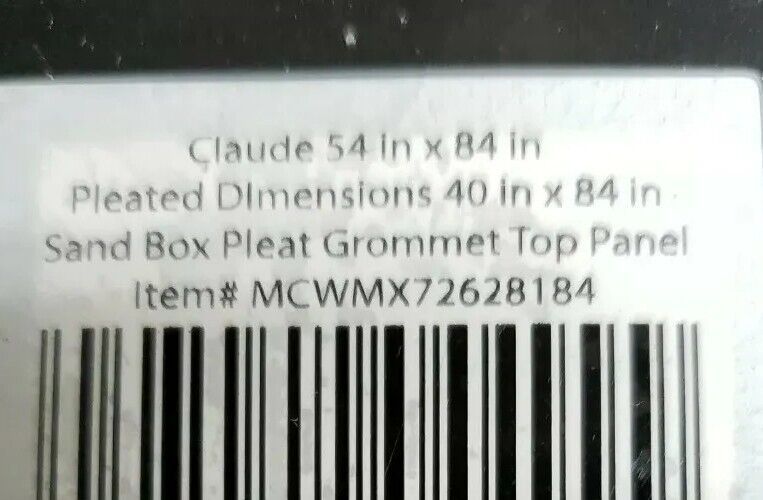 Claude 54 in x 84 in
Pleated DImensions 40 in x 84 in
Sand Box Pleat Grommet Top Panel
Item# MCWMX72628184